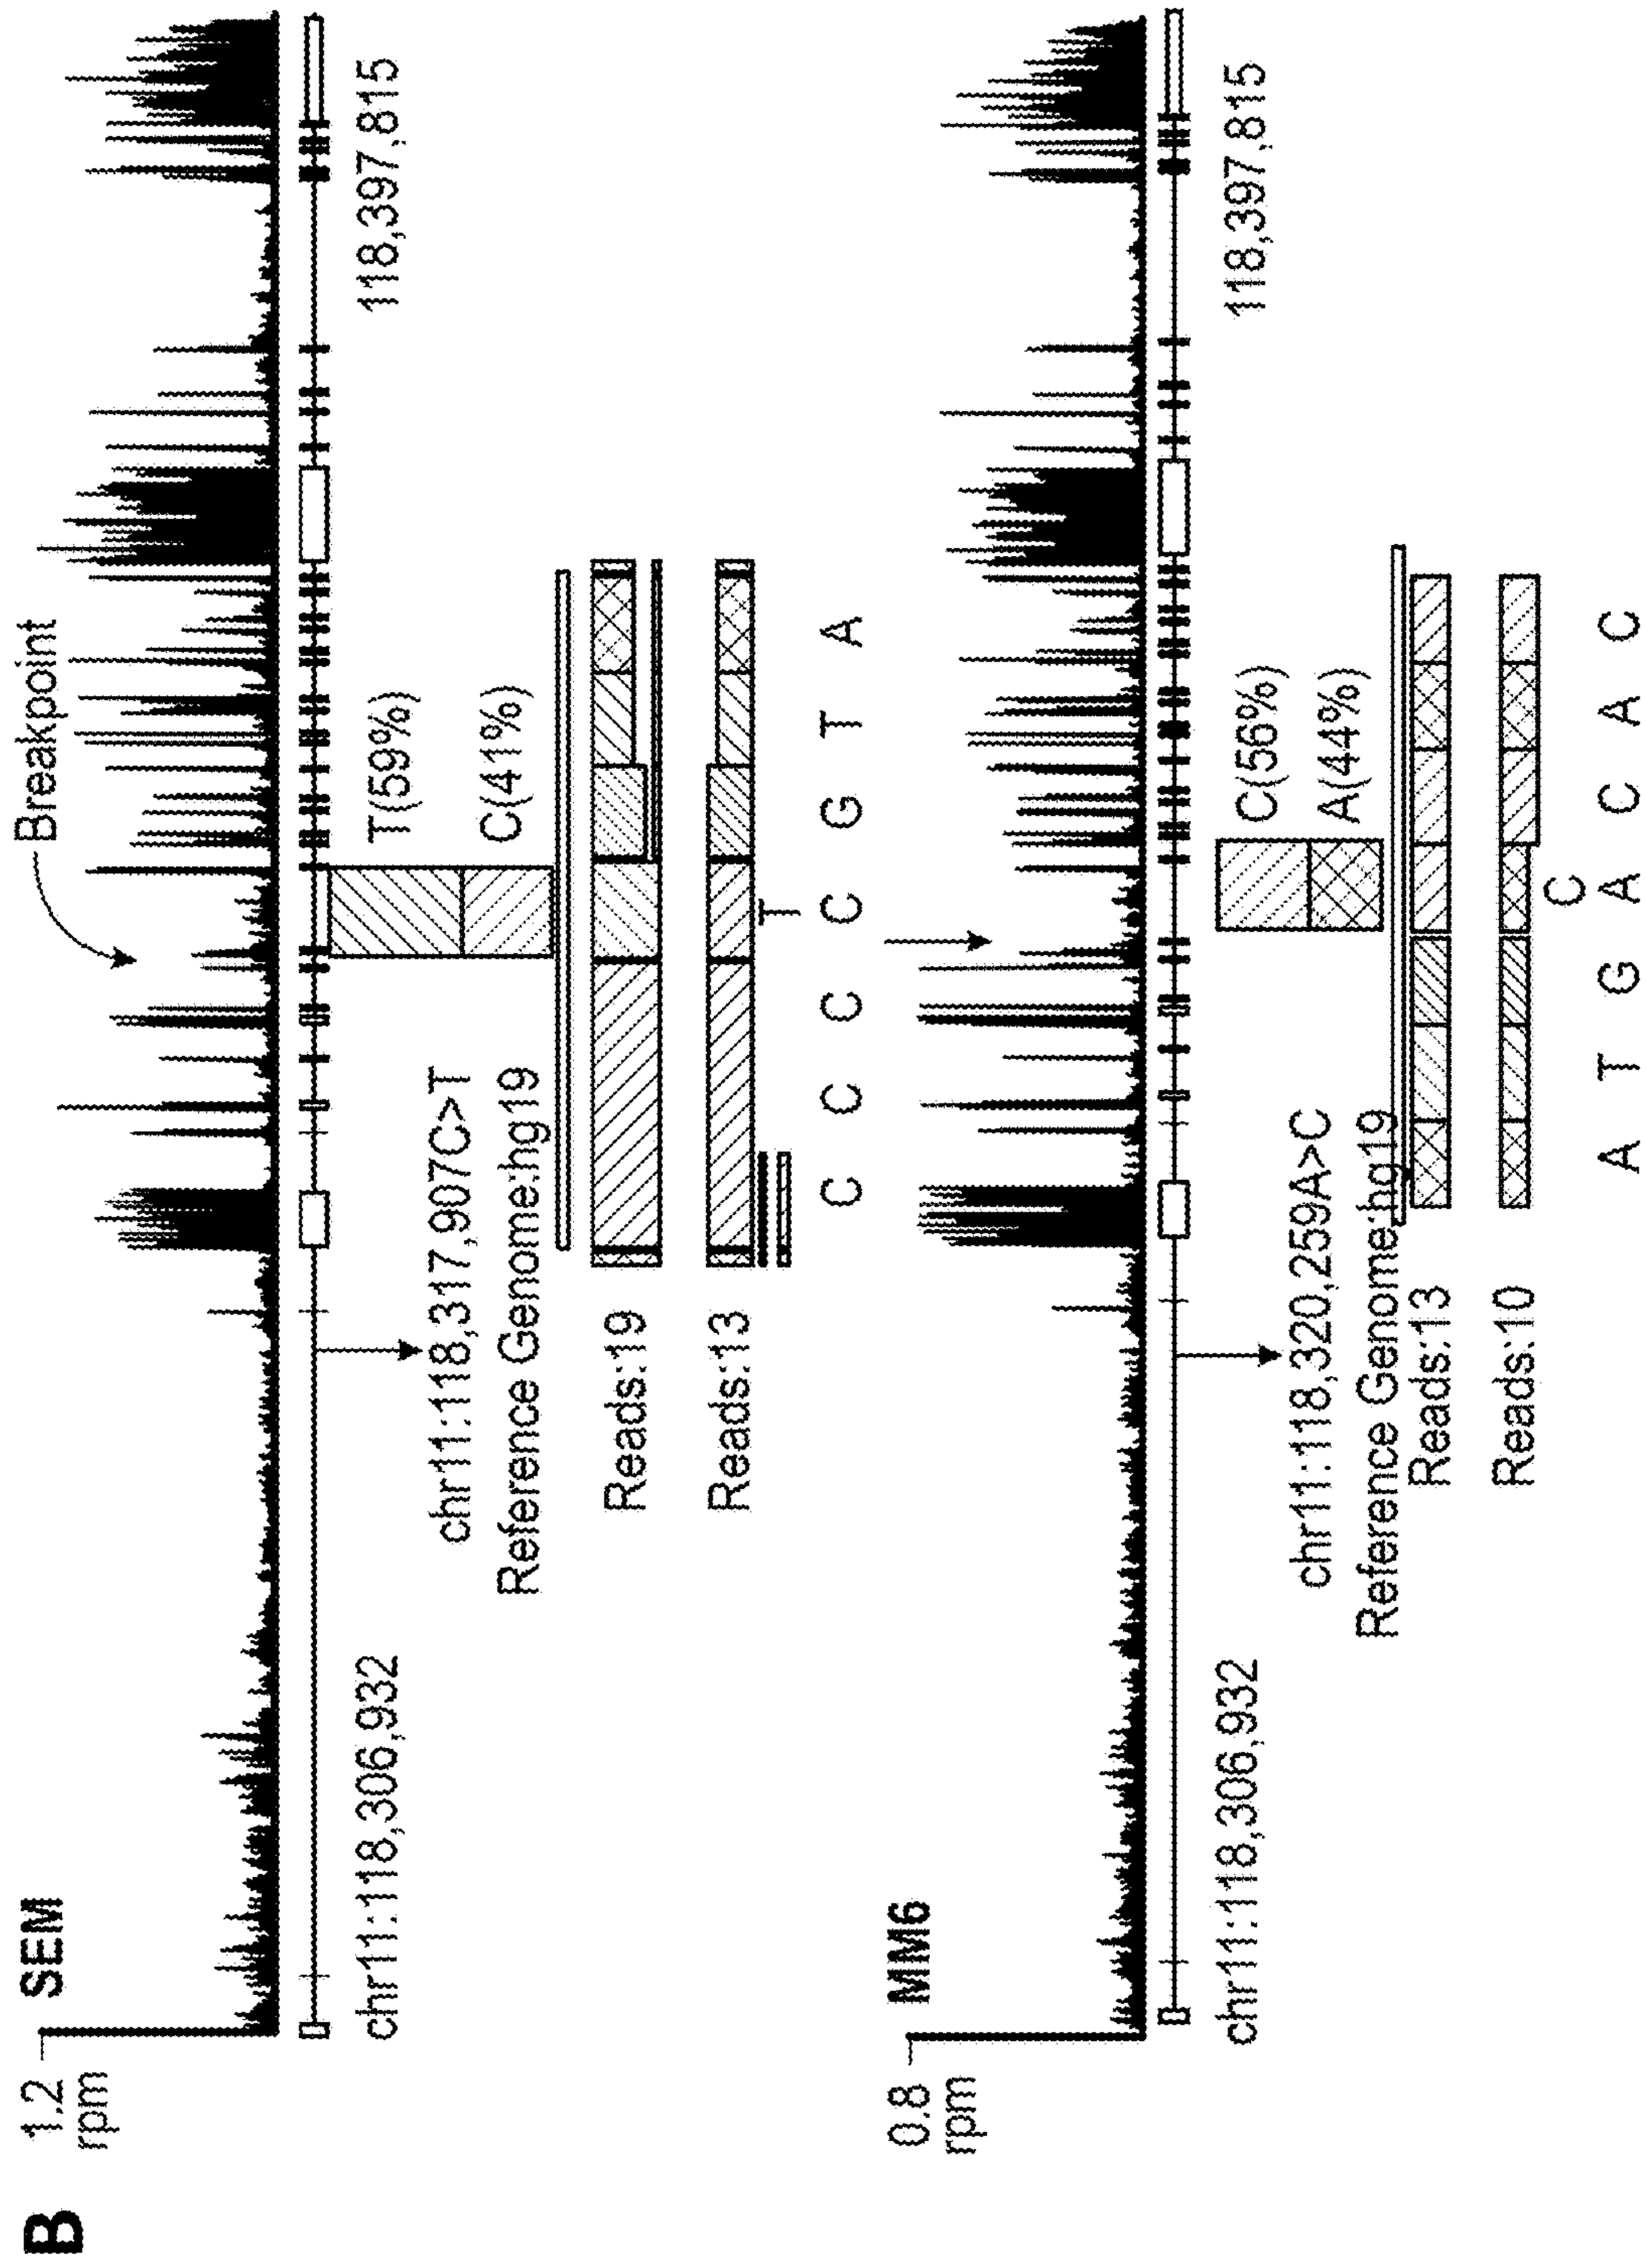 B
SEM
Breakpoint
1.2
rpm
chr11:118,306,932
118,397,815
chr11:118,317,907C>T
Reference Genome:hg19
T(59%)
C(41%)
Reads:19
Reads:13
T
C C C C G T A
MM6
0.8
rpm
chr11:118,306,932
118,397,815
chr11:118,320,259A>C
Reference Genome:hg19
C(56%)
A(44%)
Reads:13
Reads:10
C
A T G A C A C